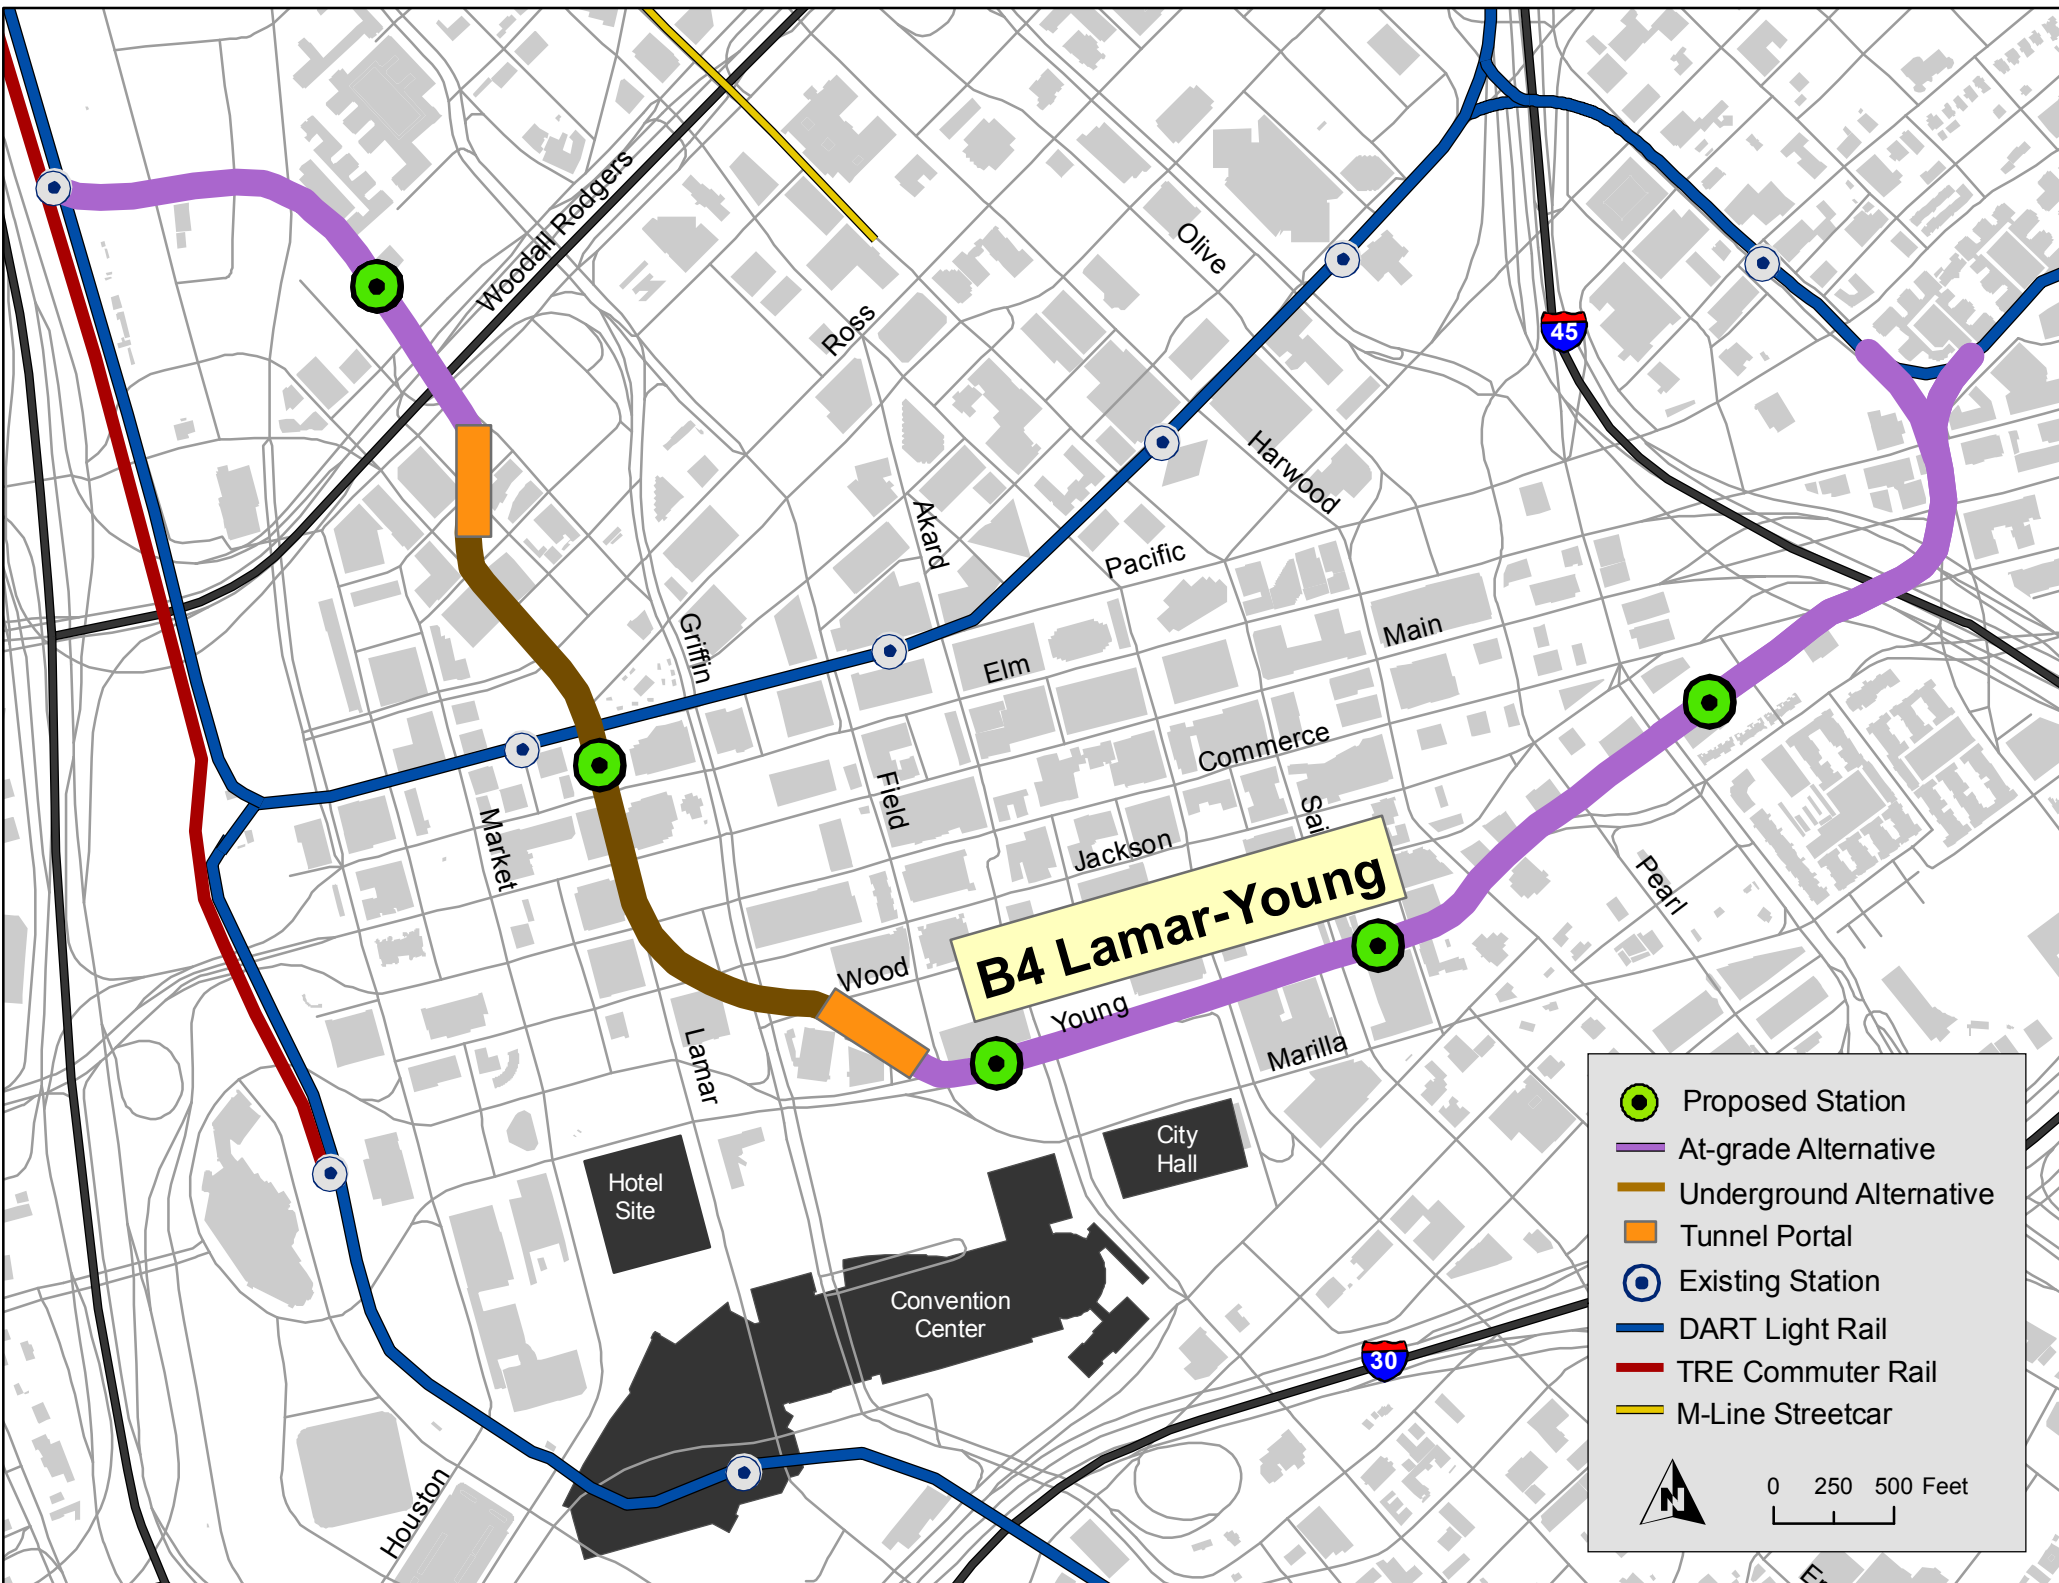 Woodall Rodgers
Olive
Ross
45
Harwood
Akard
Pacific
Griffin
Main
Elm
Commerce
Field
Market
Jackson
Pearl
B4 Lamar-Young
Wood
Young
Lamar
Marilla
City
Hall
Hotel
Site
Convention
Center
30
Houston
Proposed Station
At-grade Alternative
Underground Alternative
Tunnel Portal
Existing Station
DART Light Rail
TRE Commuter Rail
M-Line Streetcar
N
0 250 500 Feet